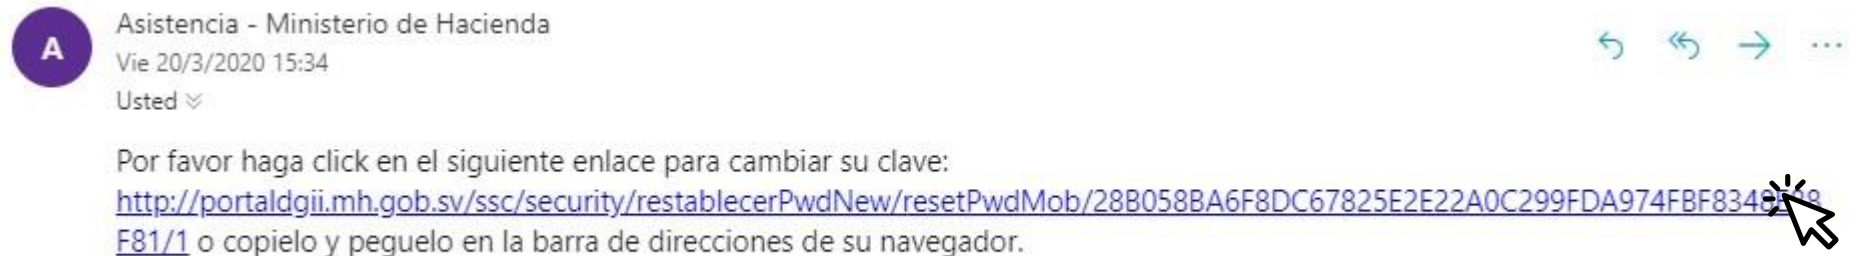 A
Asistencia - Ministerio de Hacienda
Vie 20/3/2020 15:34
Usted
Por favor haga click en el siguiente enlace para cambiar su clave:
http://portaldgii.mh.gob.sv/ssc/security/restablecerPwdNew/resetPwdMob/
F81/1 o copielo y peguelo en la barra de direcciones de su navegador.